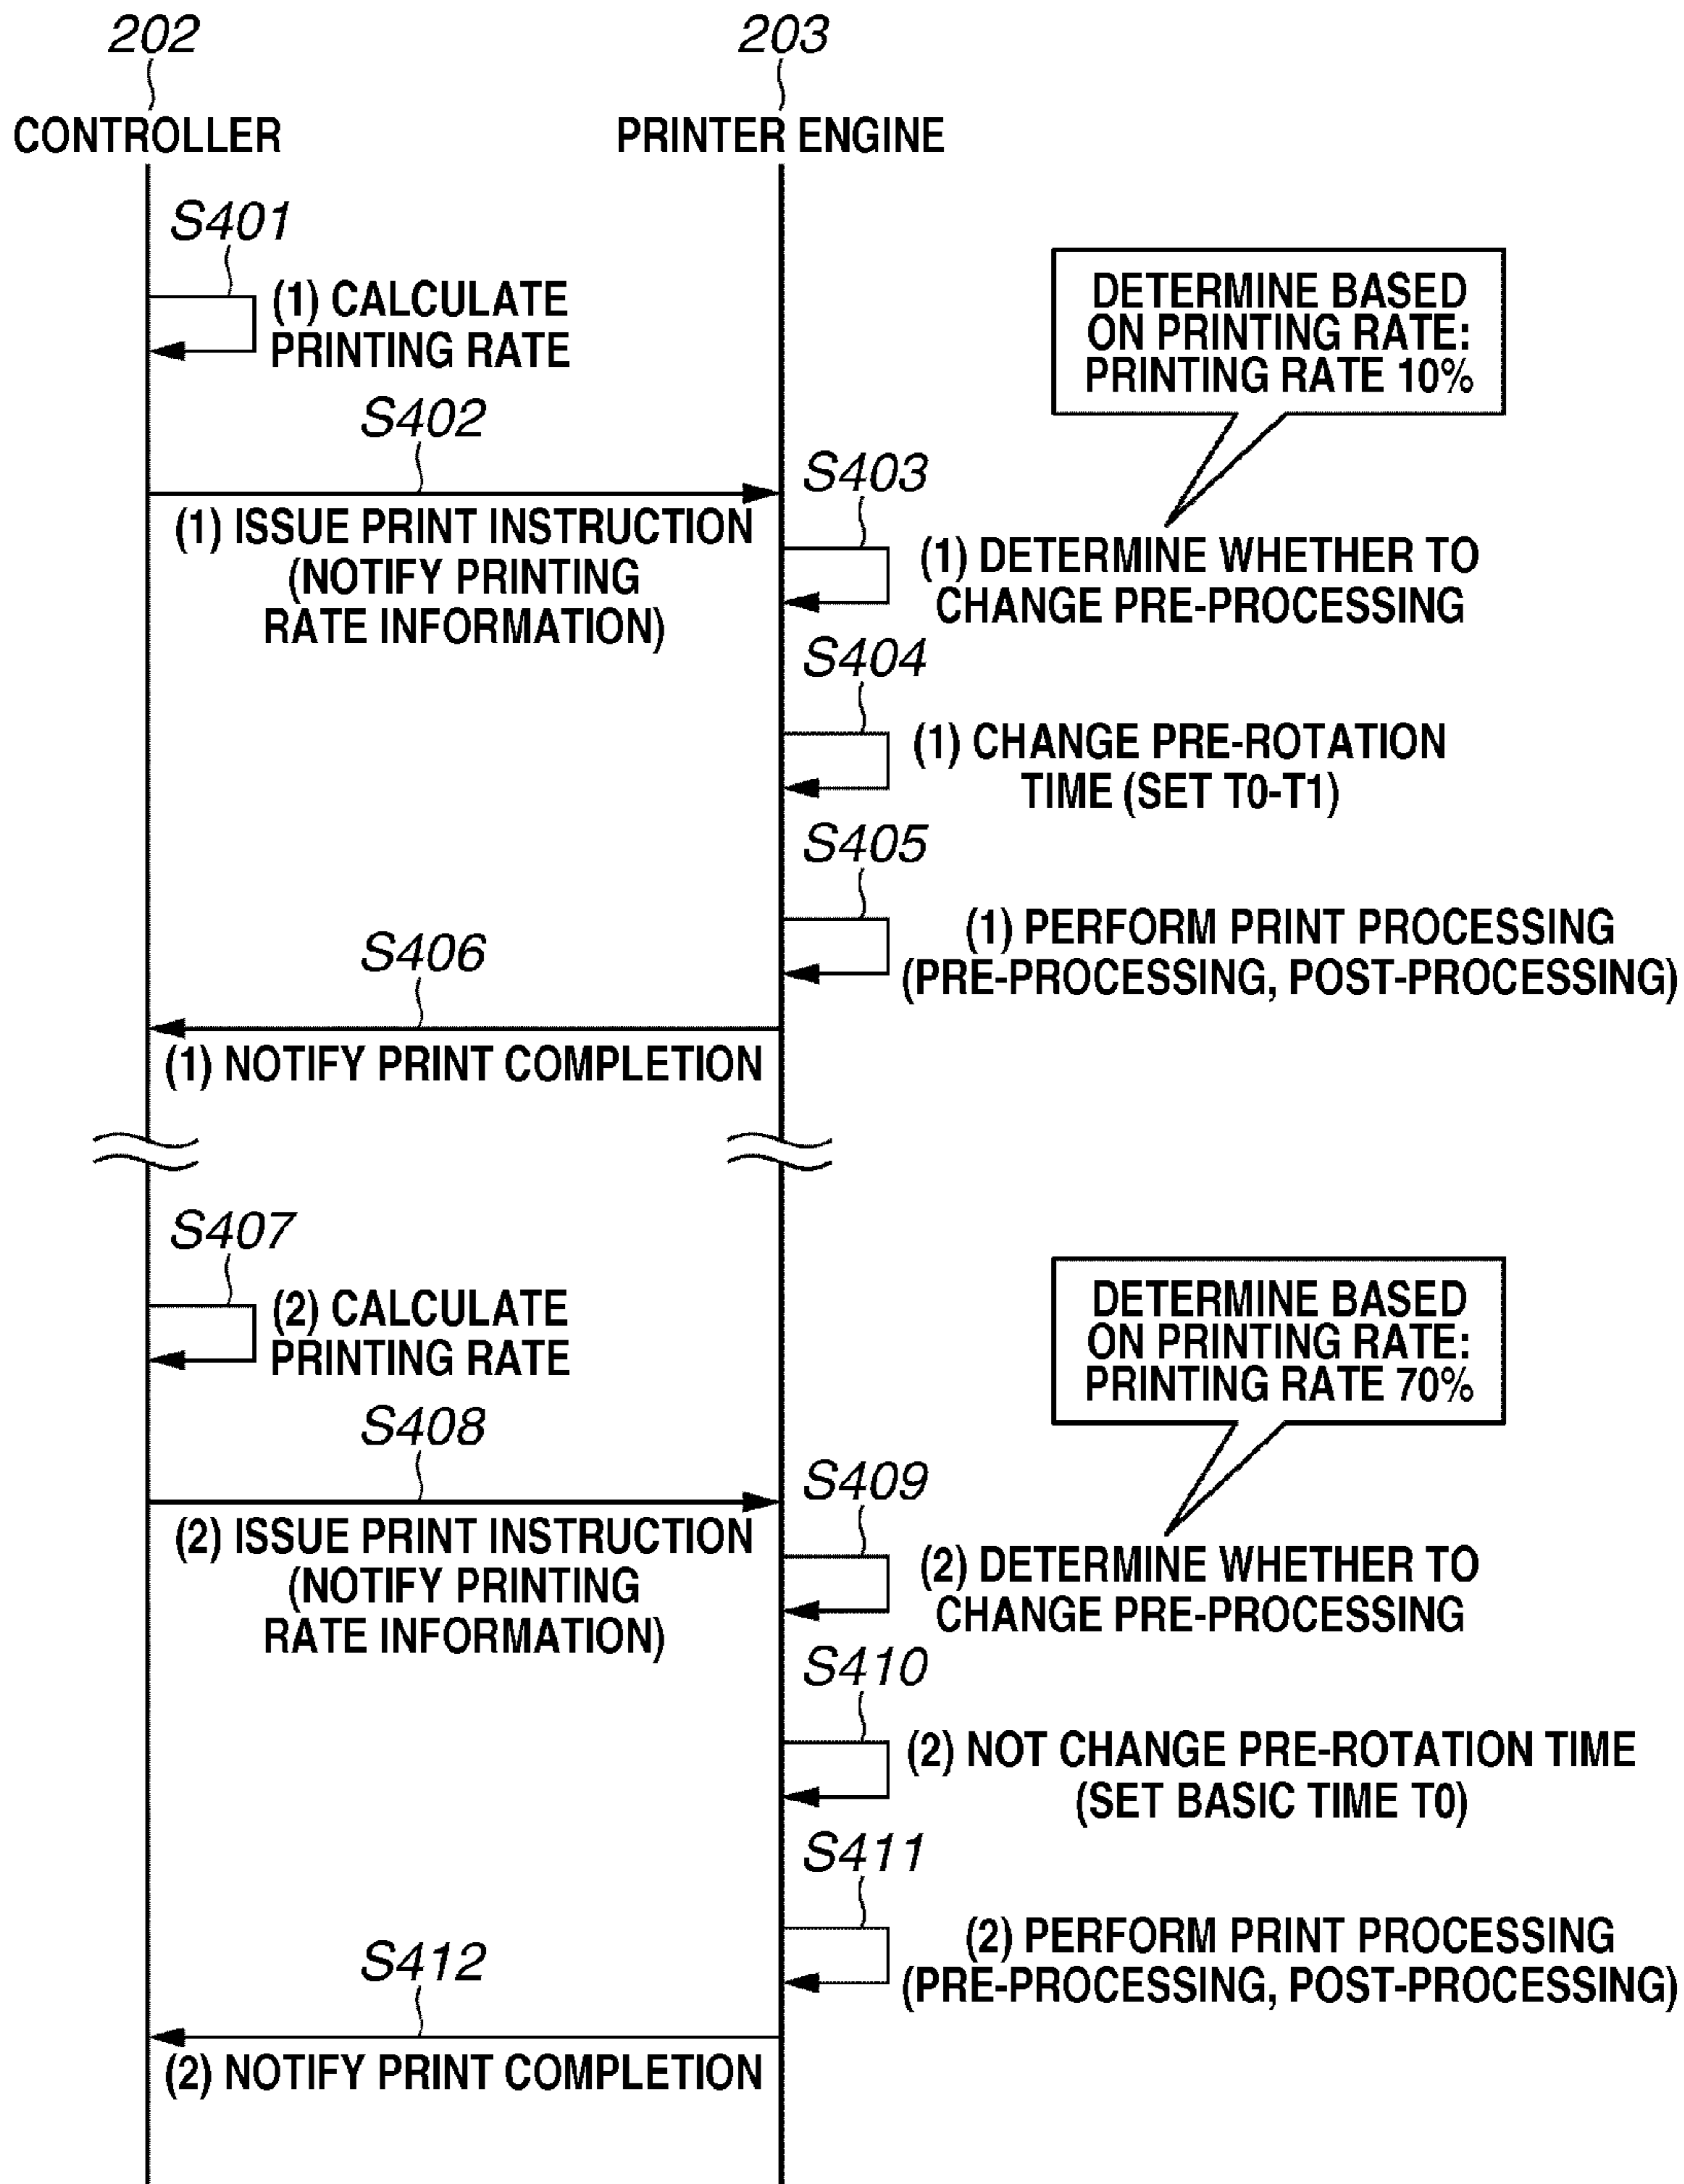 202
203
CONTROLLER
PRINTER ENGINE
S401
(1) CALCULATE
PRINTING RATE
DETERMINE BASED
ON PRINTING RATE:
PRINTING RATE 10%
S402
(1) ISSUE PRINT INSTRUCTION
(NOTIFY PRINTING
RATE INFORMATION)
S403
(1) DETERMINE WHETHER TO
CHANGE PRE-PROCESSING
S404
(1) CHANGE PRE-ROTATION
TIME (SET T0-T1)
S405
(1) PERFORM PRINT PROCESSING
(PRE-PROCESSING, POST-PROCESSING)
S406
(1) NOTIFY PRINT COMPLETION
S407
(2) CALCULATE
PRINTING RATE
DETERMINE BASED
ON PRINTING RATE:
PRINTING RATE 70%
S408
(2) ISSUE PRINT INSTRUCTION
(NOTIFY PRINTING
RATE INFORMATION)
S409
(2) DETERMINE WHETHER TO
CHANGE PRE-PROCESSING
S410
(2) NOT CHANGE PRE-ROTATION TIME
(SET BASIC TIME T0)
S411
(2) PERFORM PRINT PROCESSING
(PRE-PROCESSING, POST-PROCESSING)
S412
(2) NOTIFY PRINT COMPLETION